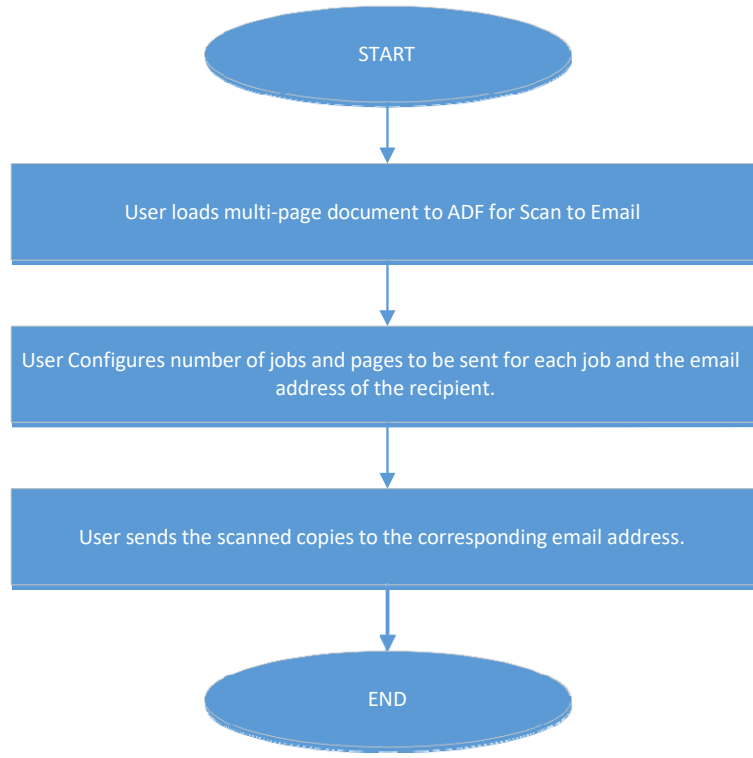 START
User loads multi-page document to ADF for Scan to Email
User Configures number of jobs and pages to be sent for each job and the email
address of the recipient.
User sends the scanned copies to the corresponding email address.
END